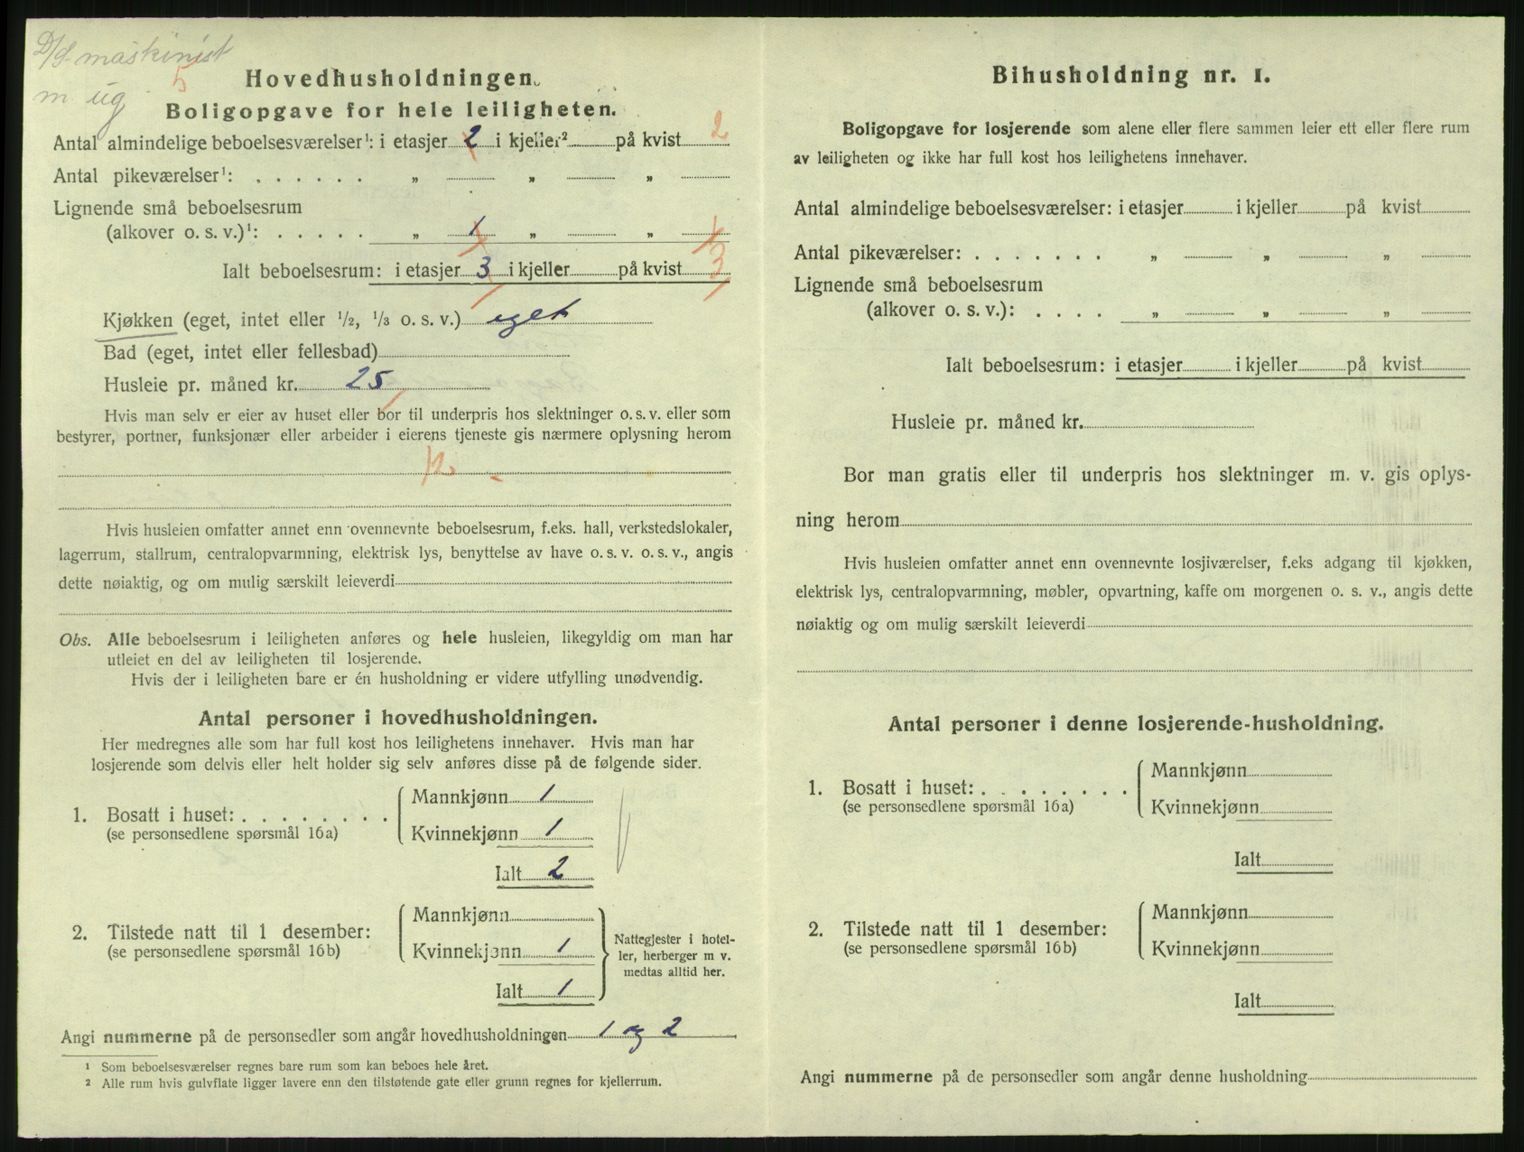 D/S maskinist
m. ug
5
Hovedhusholdningen.
Boligopgave for hele leiligheten.
Antal almindelige beboelsesværelser¹: i etasjer 2 i kjeller² på kvist 2
Antal pikeværelser¹: . . . . . . „ „ „
Lignende små beboelsesrum
(alkover o. s. v.)¹: . . . . . „ 1 „ „ 1
Ialt beboelsesrum: i etasjer 3 i kjeller på kvist 3
Kjøkken (eget, intet eller ½, ⅓ o. s. v.) eget
Bad (eget, intet eller fellesbad)
Husleie pr. måned kr. 25
Hvis man selv er eier av huset eller bor til underpris hos slektninger o. s. v. eller som
bestyrer, portner, funksjonær eller arbeider i eierens tjeneste gis nærmere oplysning herom
Hvis husleien omfatter annet enn ovennevnte beboelsesrum, f.eks. hall, verkstedslokaler,
lagerrum, stallrum, centralopvarmning, elektrisk lys, benyttelse av have o. s. v. o. s. v., angis
dette nøiaktig, og om mulig særskilt leieverdi
Obs. Alle beboelsesrum i leiligheten anføres og hele husleien, likegyldig om man har
utleiet en del av leiligheten til losjerende.
Hvis der i leiligheten bare er én husholdning er videre utfylling unødvendig.
Antal personer i hovedhusholdningen.
Her medregnes alle som har full kost hos leilighetens innehaver. Hvis man har
losjerende som delvis eller helt holder sig selv anføres disse på de følgende sider.
1. Bosatt i huset: . . . . . . . .
(se personsedlene spørsmål 16a)
Mannkjønn 1
Kvinnekjønn 1
Ialt 2
2. Tilstede natt til 1 desember:
(se personsedlene spørsmål 16b)
Mannkjønn
Kvinnekjønn 1
Ialt 1
Nattegjester i hotel-
ler, herberger m v.
medtas alltid her.
Angi nummerne på de personsedler som angår hovedhusholdningen 1 og 2
¹ Som beboelsesværelser regnes bare rum som kan beboes hele året.
² Alle rum hvis gulvflate ligger lavere enn den tilstøtende gate eller grunn regnes for kjellerrum.
Bihusholdning nr. 1.
Boligopgave for losjerende som alene eller flere sammen leier ett eller flere rum
av leiligheten og ikke har full kost hos leilighetens innehaver.
Antal almindelige beboelsesværelser: i etasjer i kjeller på kvist
Antal pikeværelser: . . . . . . . „ „ „
Lignende små beboelsesrum
(alkover o. s. v.): . . . . „ „ „
Ialt beboelsesrum: i etasjer i kjeller på kvist
Husleie pr. måned kr.
Bor man gratis eller til underpris hos slektninger m. v. gis oplys-
ning herom
Hvis husleien omfatter annet enn ovennevnte losjiværelser, f.eks adgang til kjøkken,
elektrisk lys, centralopvarmning, møbler, opvartning, kaffe om morgenen o. s. v., angis dette
nøiaktig og om mulig særskilt leieverdi
Antal personer i denne losjerende-husholdning.
1. Bosatt i huset: . . . . . . . .
(se personsedlene spørsmål 16a)
Mannkjønn
Kvinnekjønn
Ialt
2. Tilstede natt til 1 desember:
(se personsedlene spørsmål 16b)
Mannkjønn
Kvinnekjønn
Ialt
Angi nummerne på de personsedler som angår denne husholdning